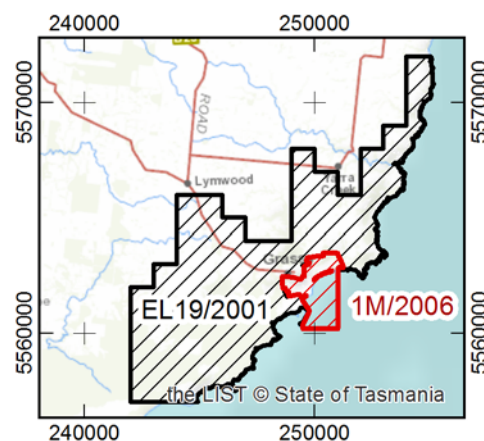 240000 250000
5570000
5570000
ROAD
Lymwood
Creek
Grass
EL19/2001
1M/2006
5560000
5560000
the LIST © State of Tasmania
240000 250000